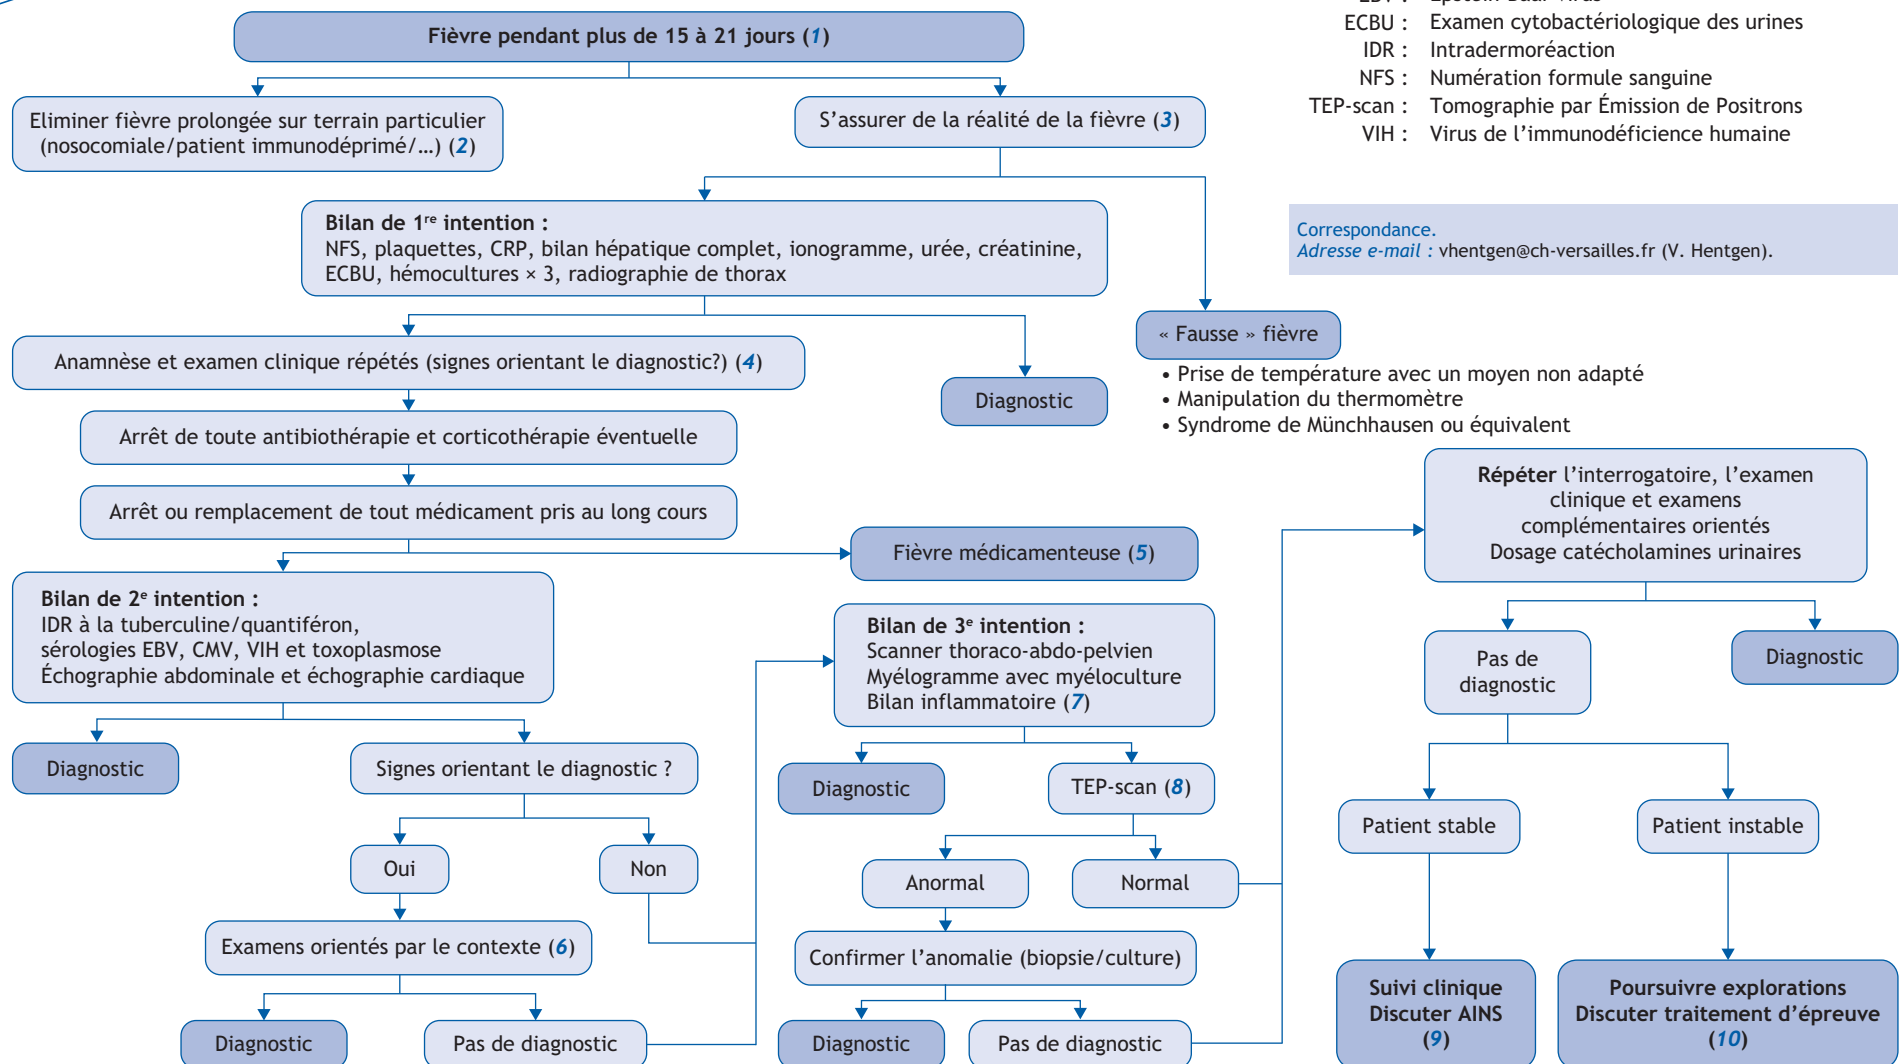 Fièvre pendant plus de 15 à 21 jours (1)
Eliminer fièvre prolongée sur terrain particulier
(nosocomiale/patient immunodéprimé/…) (2)
S’assurer de la réalité de la fièvre (3)
ECBU : Examen cytobactériologique des urines
IDR : Intradermoréaction
NFS : Numération formule sanguine
TEP-scan : Tomographie par Émission de Positrons
VIH : Virus de l’immunodéficience humaine
Correspondance.
Adresse e-mail : vhentgen@ch-versailles.fr (V. Hentgen).
Bilan de 1re intention :
NFS, plaquettes, CRP, bilan hépatique complet, ionogramme, urée, créatinine,
ECBU, hémocultures × 3, radiographie de thorax
« Fausse » fièvre
• Prise de température avec un moyen non adapté
• Manipulation du thermomètre
• Syndrome de Münchhausen ou équivalent
Anamnèse et examen clinique répétés (signes orientant le diagnostic?) (4)
Diagnostic
Arrêt de toute antibiothérapie et corticothérapie éventuelle
Arrêt ou remplacement de tout médicament pris au long cours
Fièvre médicamenteuse (5)
Bilan de 2e intention :
IDR à la tuberculine/quantiféron,
sérologies EBV, CMV, VIH et toxoplasmose
Échographie abdominale et échographie cardiaque
Diagnostic
Signes orientant le diagnostic ?
Oui
Non
Examens orientés par le contexte (6)
Diagnostic
Pas de diagnostic
Bilan de 3e intention :
Scanner thoraco-abdo-pelvien
Myélogramme avec myéloculture
Bilan inflammatoire (7)
Diagnostic
TEP-scan (8)
Anormal
Normal
Confirmer l’anomalie (biopsie/culture)
Diagnostic
Pas de diagnostic
Répéter l’interrogatoire, l’examen
clinique et examens
complémentaires orientés
Dosage catécholamines urinaires
Pas de
diagnostic
Diagnostic
Patient stable
Patient instable
Suivi clinique
Discuter AINS
(9)
Poursuivre explorations
Discuter traitement d’épreuve
(10)